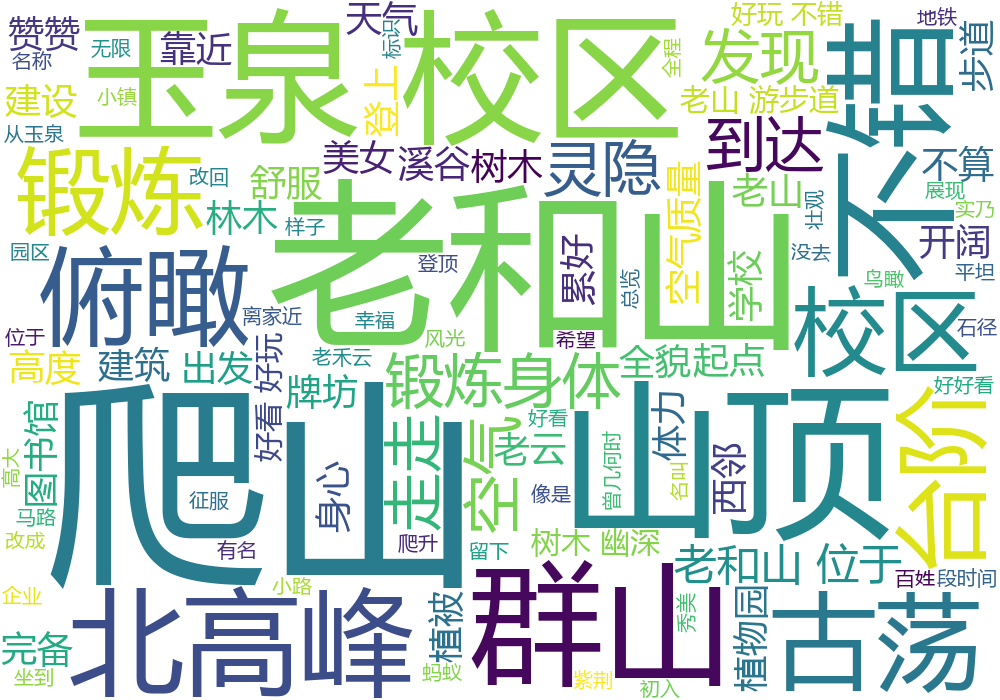 赞赞
名称
无限
靠近
天气
标识
玉泉 校区
全程
发现
好玩 不错
地铁
步道
不错
建设
小镇
从玉泉
登上
老山 游步道
到达
锻炼
改回
美女
溪谷
树木
灵隐
不算
舒服
林木
样子
老和山
登顶
累好
总览
空气质量
老山
学校
壮观
没去
展现
实乃
开阔
平坦
鸟瞰
园区
俯瞰
离家近
幸福
风光
希望
校区
石径
位于
高度
建筑
出发
好看 好玩
老禾云
牌坊
锻炼身体
全貌
起点
好好看
爬山
山顶
台阶
图书馆
高大
马路
改成
征服
有名
身心
走走
爬升
空气
留下
好看
老云
像是
曾几何时
体力
名叫
西邻
树木 幽深
老和山 位于
百姓
段时间
企业
完备
坐到
北高峰
小路
植被
蚂蚁
群山
紫荆
初入
秀美
植物园
古荡